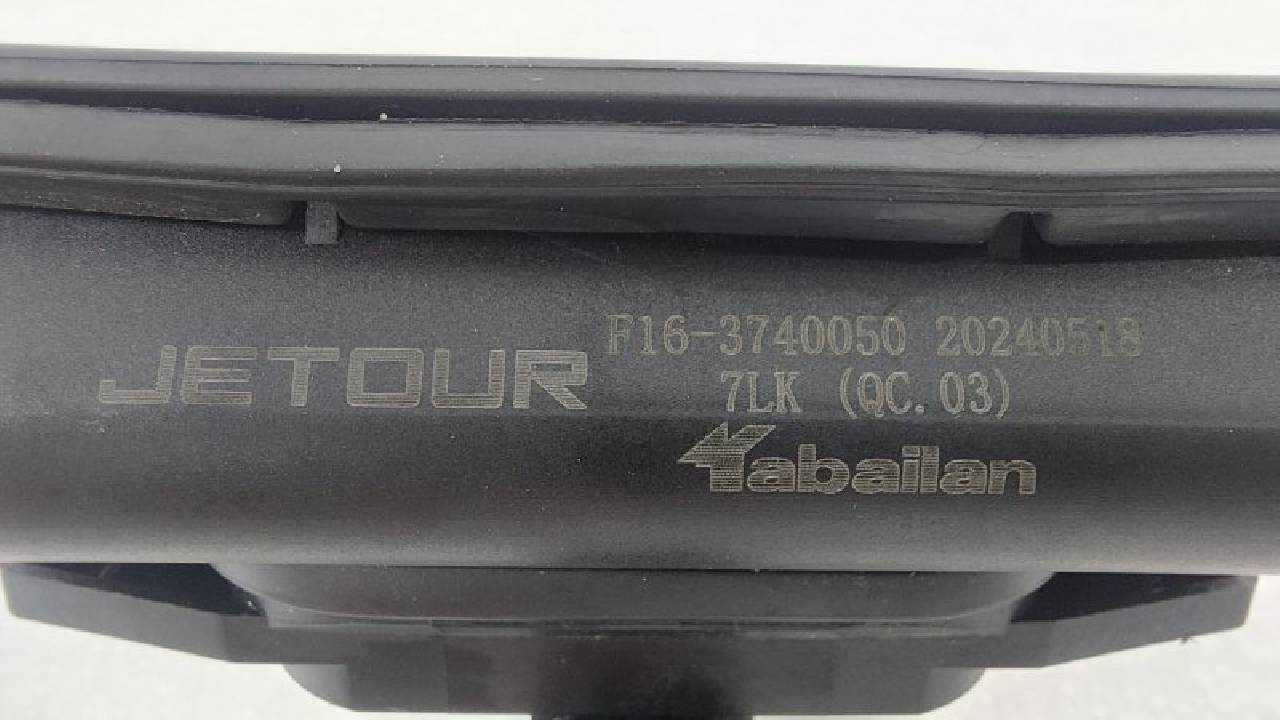 JETOUR
F16-3740050 20240518
7LK (QC.03)
Yabailan